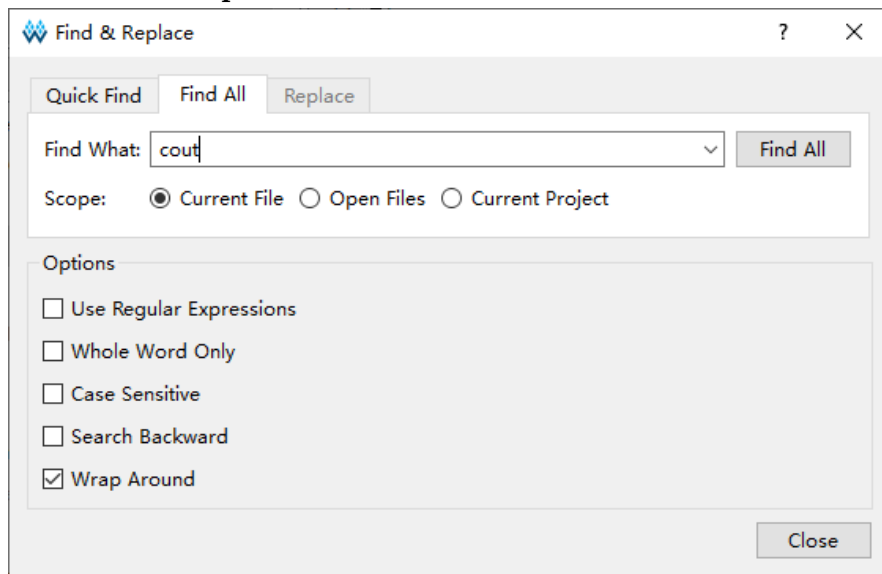 Find & Replace
Quick Find Find All Replace
Find What: cout Find All
Scope: Current File Open Files Current Project
Options
Use Regular Expressions
Whole Word Only
Case Sensitive
Search Backward
Wrap Around
Close